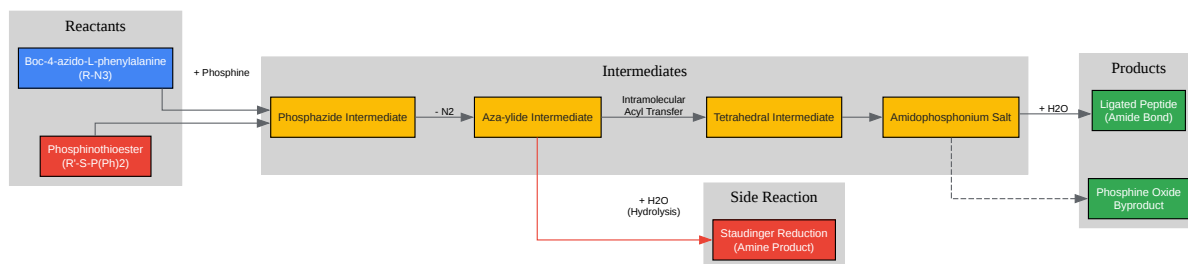 Reactants
Boc-4-azido-L-phenylalanine
(R-N3)
Phosphinothioester
(R'-S-P(Ph)2)
+ Phosphine
Intermediates
Phosphazide Intermediate
- N2
Aza-ylide Intermediate
Intramolecular
Acyl Transfer
Tetrahedral Intermediate
Amidophosphonium Salt
+ H2O
Products
Ligated Peptide
(Amide Bond)
Phosphine Oxide
Byproduct
+ H2O
(Hydrolysis)
Side Reaction
Staudinger Reduction
(Amine Product)